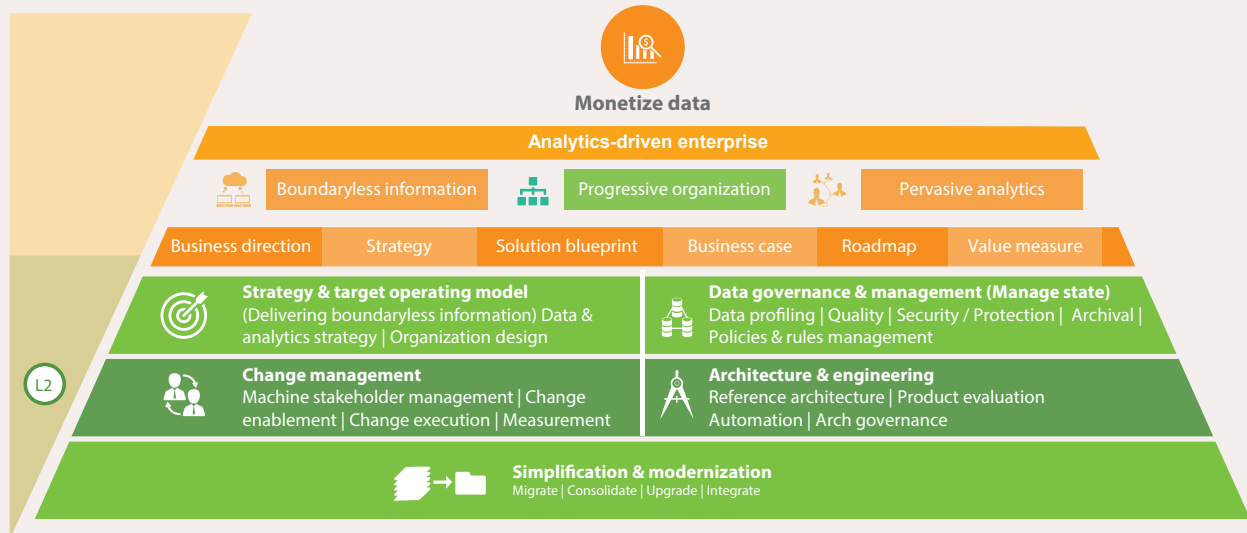 Monetize data
Analytics-driven enterprise
Boundaryless information
Progressive organization
Pervasive analytics
Business direction
Strategy
Solution blueprint
Business case
Roadmap
Value measure
Strategy & target operating model
(Delivering boundaryless information) Data &
analytics strategy | Organization design
Data governance & management (Manage state)
Data profiling | Quality | Security / Protection | Archival |
Policies & rules management
L2
Change management
Machine stakeholder management | Change
enablement | Change execution | Measurement
Architecture & engineering
Reference architecture | Product evaluation
Automation | Arch governance
Simplification & modernization
Migrate | Consolidate | Upgrade | Integrate